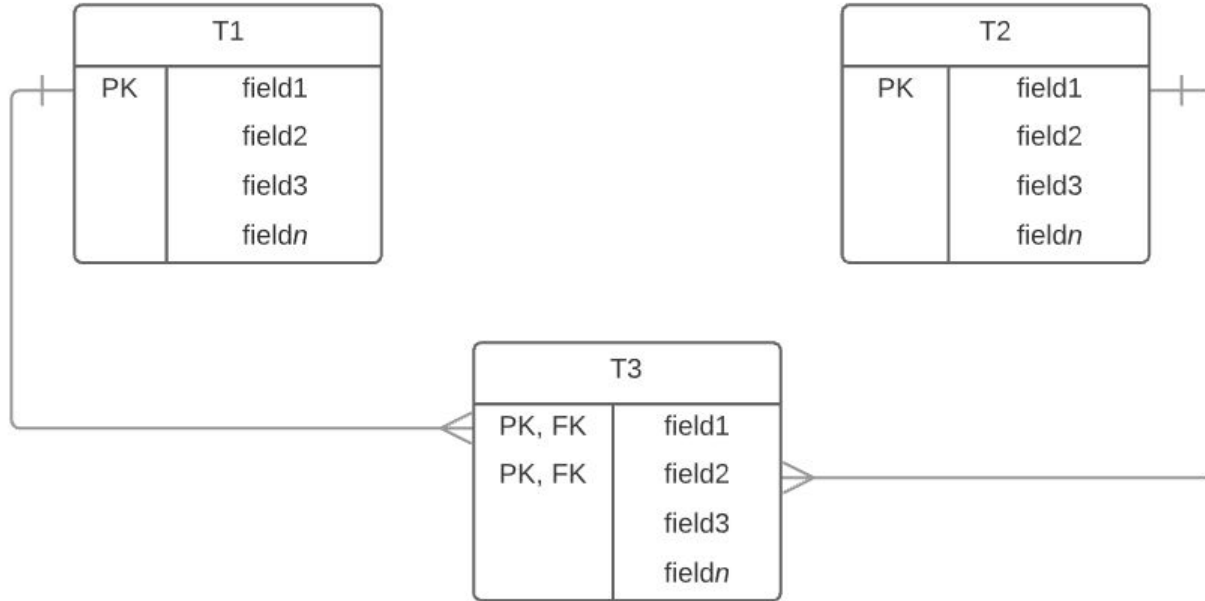 T1
PK field1
field2
field3
fieldn
T2
PK field1
field2
field3
fieldn
T3
PK, FK field1
PK, FK field2
field3
fieldn